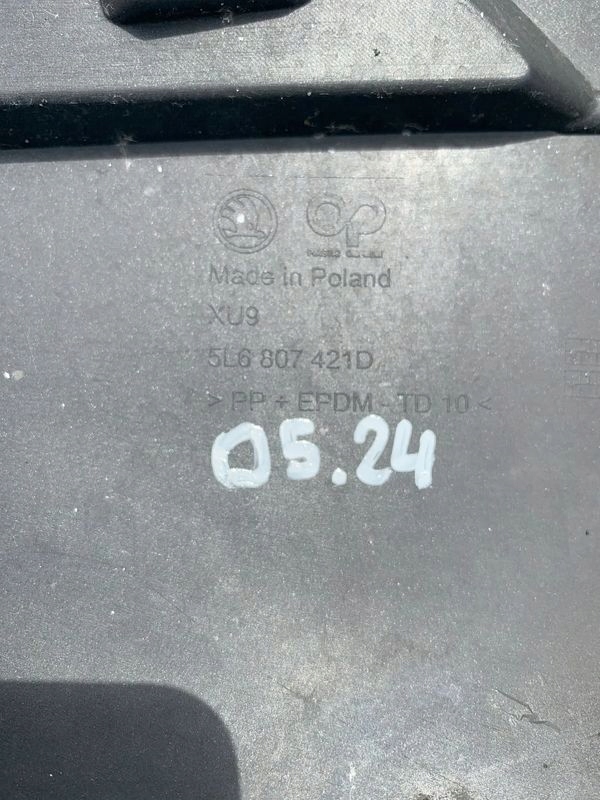 Made in Poland
XU9
5L6 807 421D
> PP + EPDM - TD 10 <
05.24